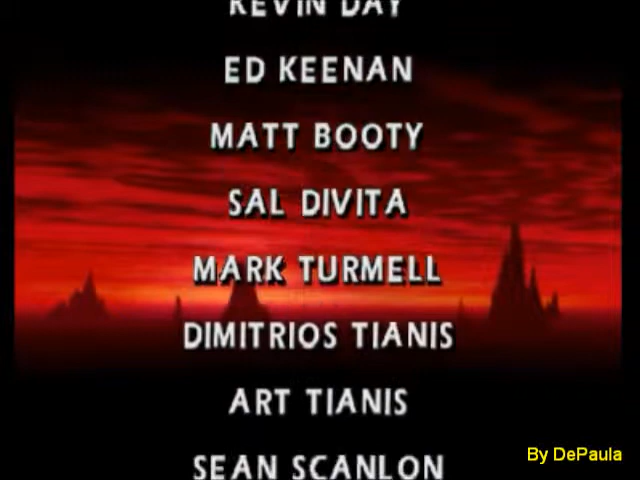 KEVIN DAY
ED KEENAN
MATT BOOTY
SAL DIVITA
MARK TURMELL
DIMITRIOS TIANIS
ART TIANIS
SEAN SCANLON
By DePaula